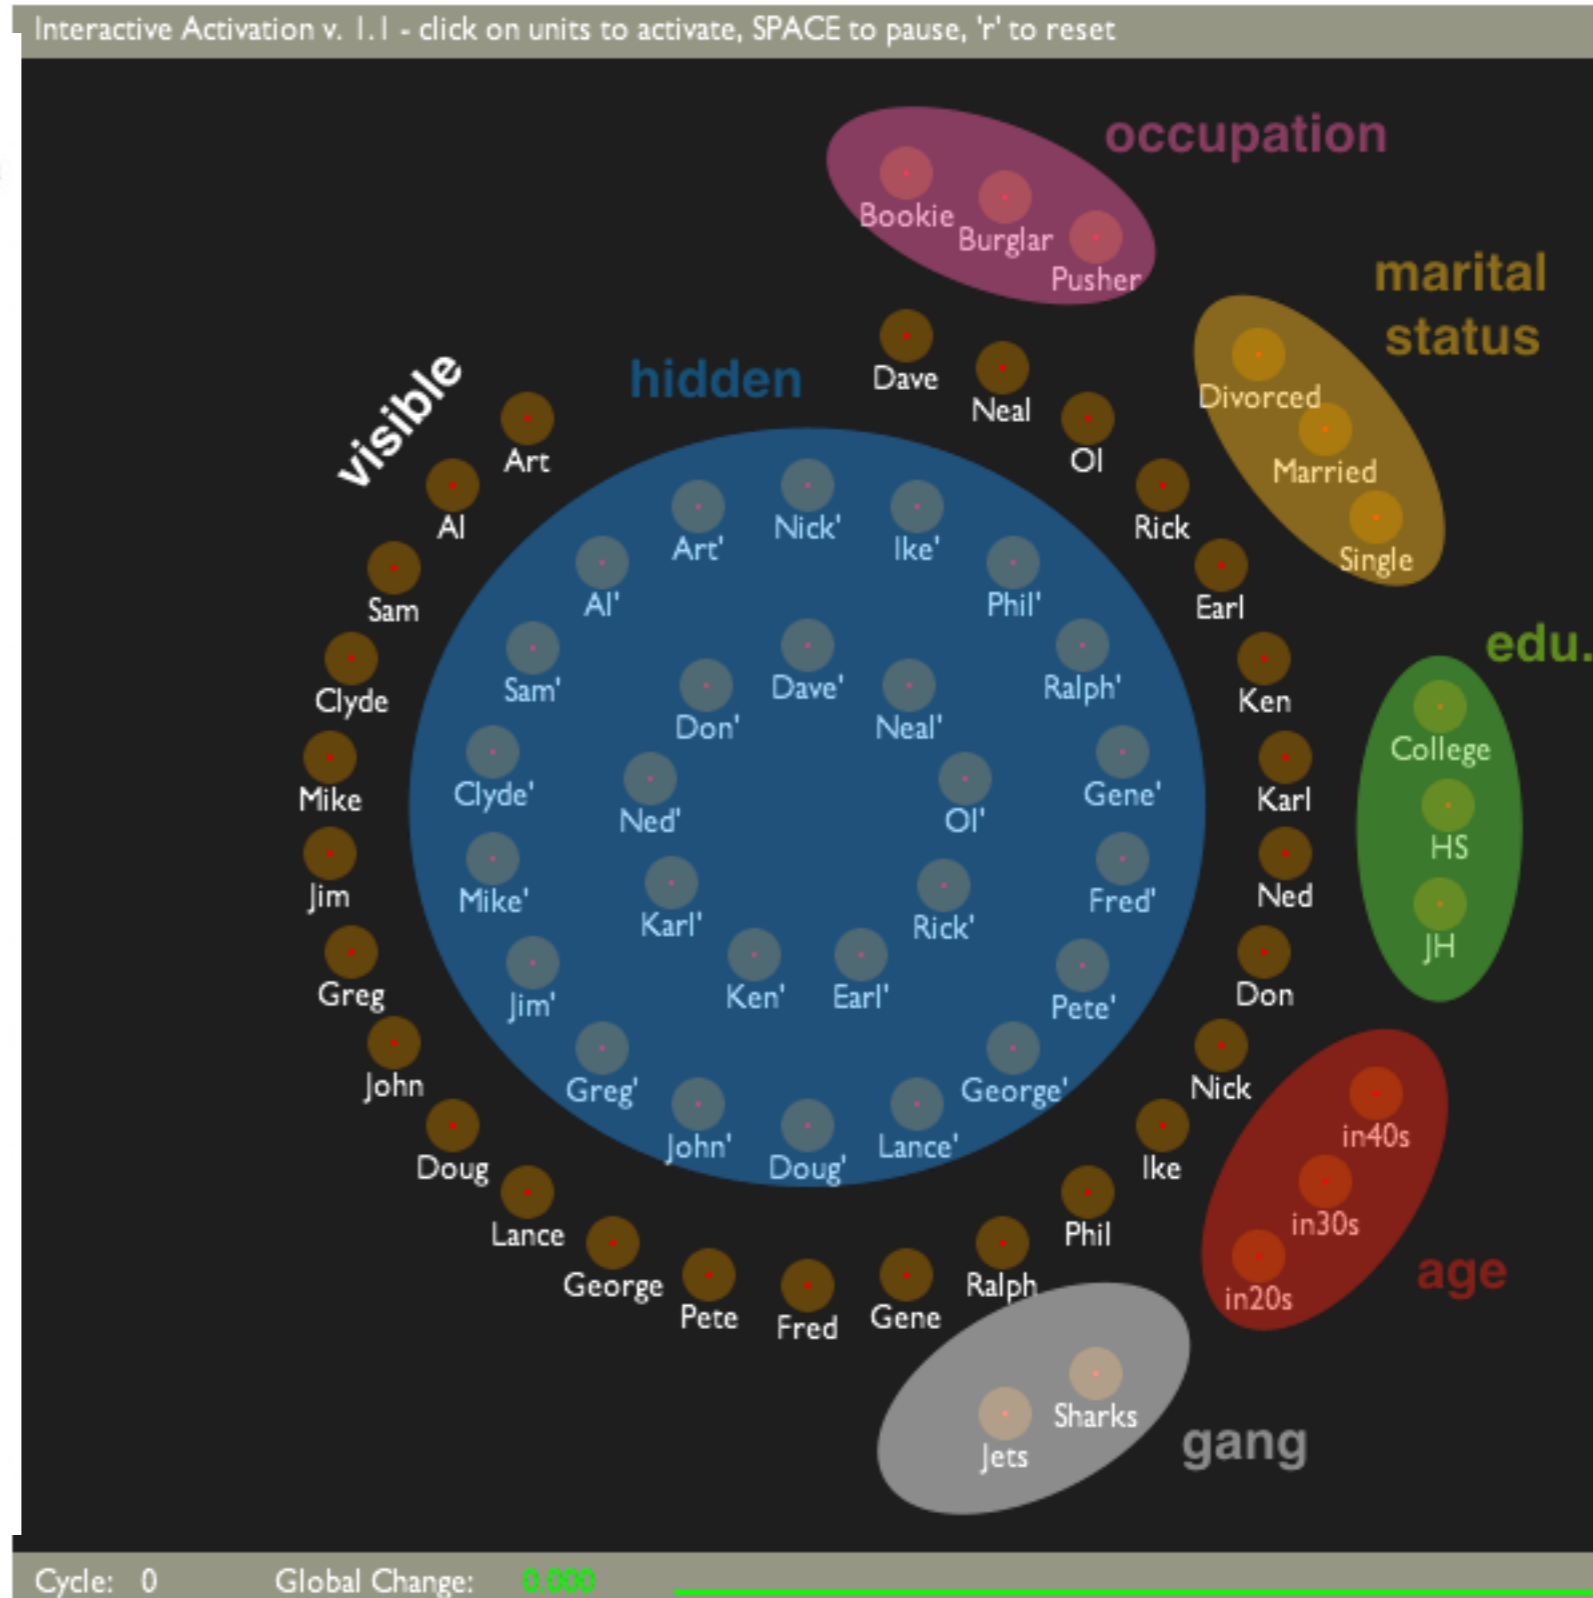 Interactive Activation v. 1.1 - click on units to activate, SPACE to pause, 'r' to reset
occupation
Bookie
Burglar
Pusher
marital
status
Divorced
Married
Single
visible
hidden
Dave
Neal
Ol
Rick
Earl
Ken
Karl
Ned
Don
Nick
Ike
Phil
Ralph
Gene
Fred
Pete
George
Lance
Doug
John
Greg
Jim
Mike
Clyde
Sam
Al
Art
Nick'
Ike'
Phil'
Ralph'
Gene'
Fred'
Pete'
George'
Lance'
Doug'
John'
Greg'
Jim'
Mike'
Clyde'
Sam'
Al'
Art'
Dave'
Neal'
Ol'
Rick'
Earl'
Ken'
Karl'
Ned'
Don'
edu.
College
HS
JH
in40s
in30s
in20s
age
Sharks
Jets
gang
Cycle: 0 Global Change: 0.000